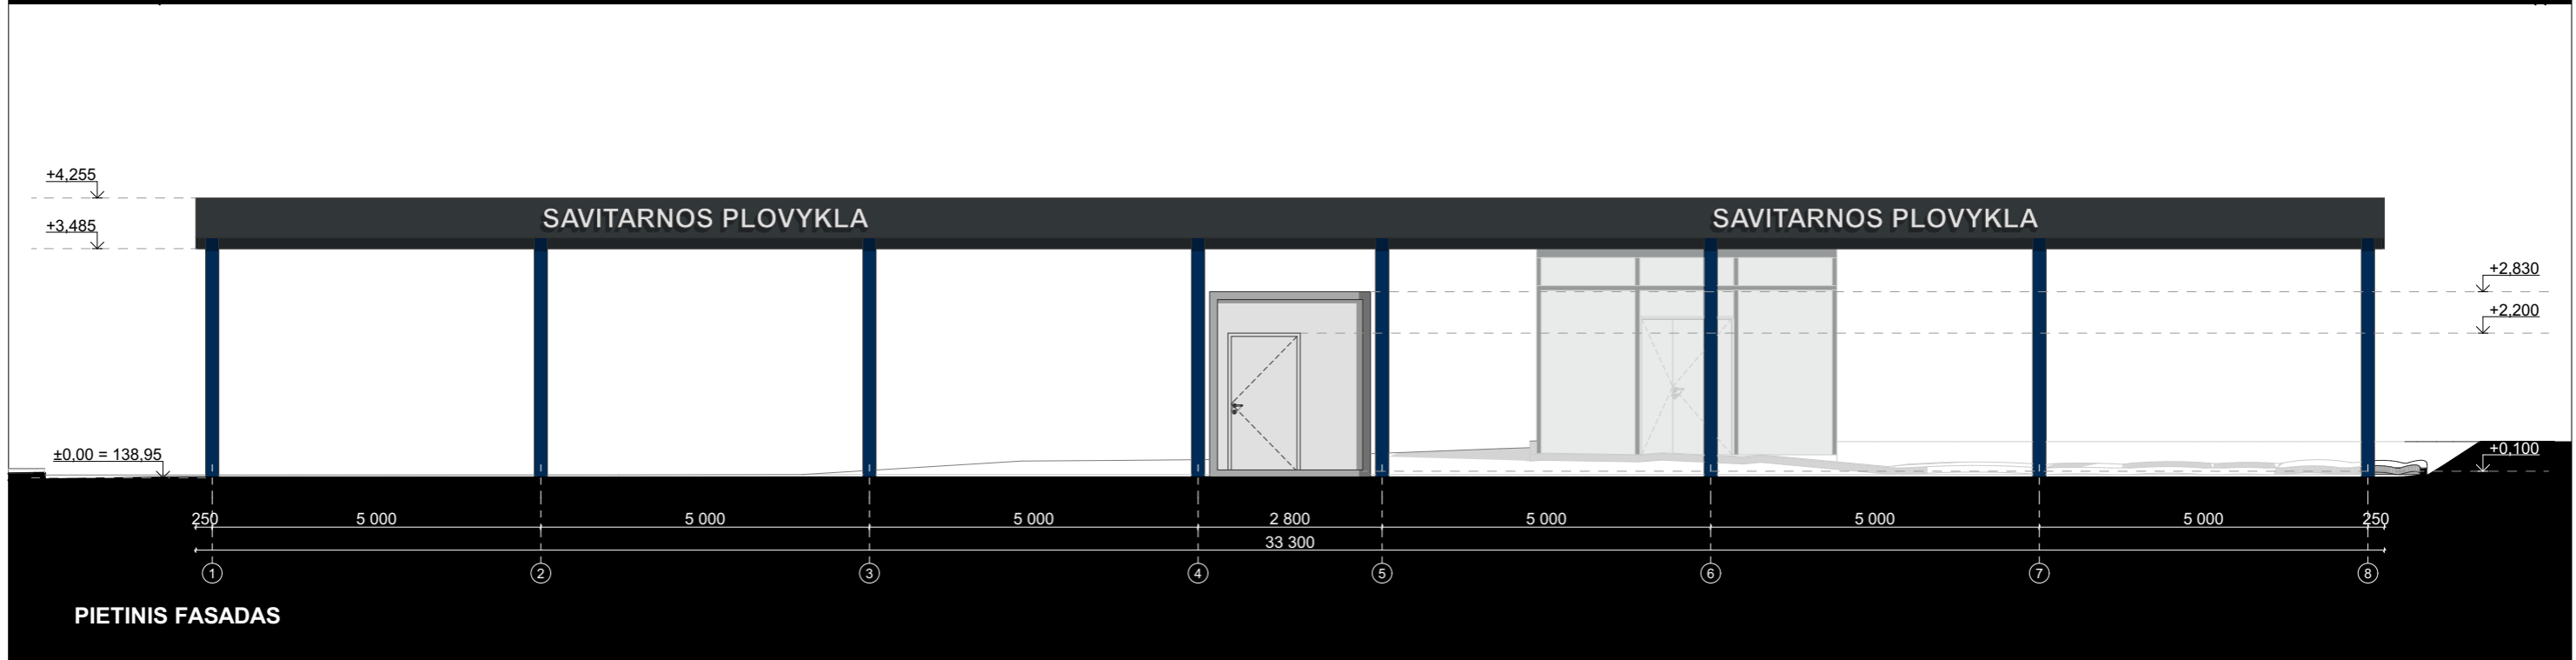 +4,255
SAVITARNOS PLOVYKLA SAVITARNOS PLOVYKLA
+3,485
+2,830
+2,200
±0,00 = 138,95
+0,100
250 5 000 5 000 5 000 2 800 5 000 5 000 5 000 250
33 300
1 2 3 4 5 6 7 8
PIETINIS FASADAS